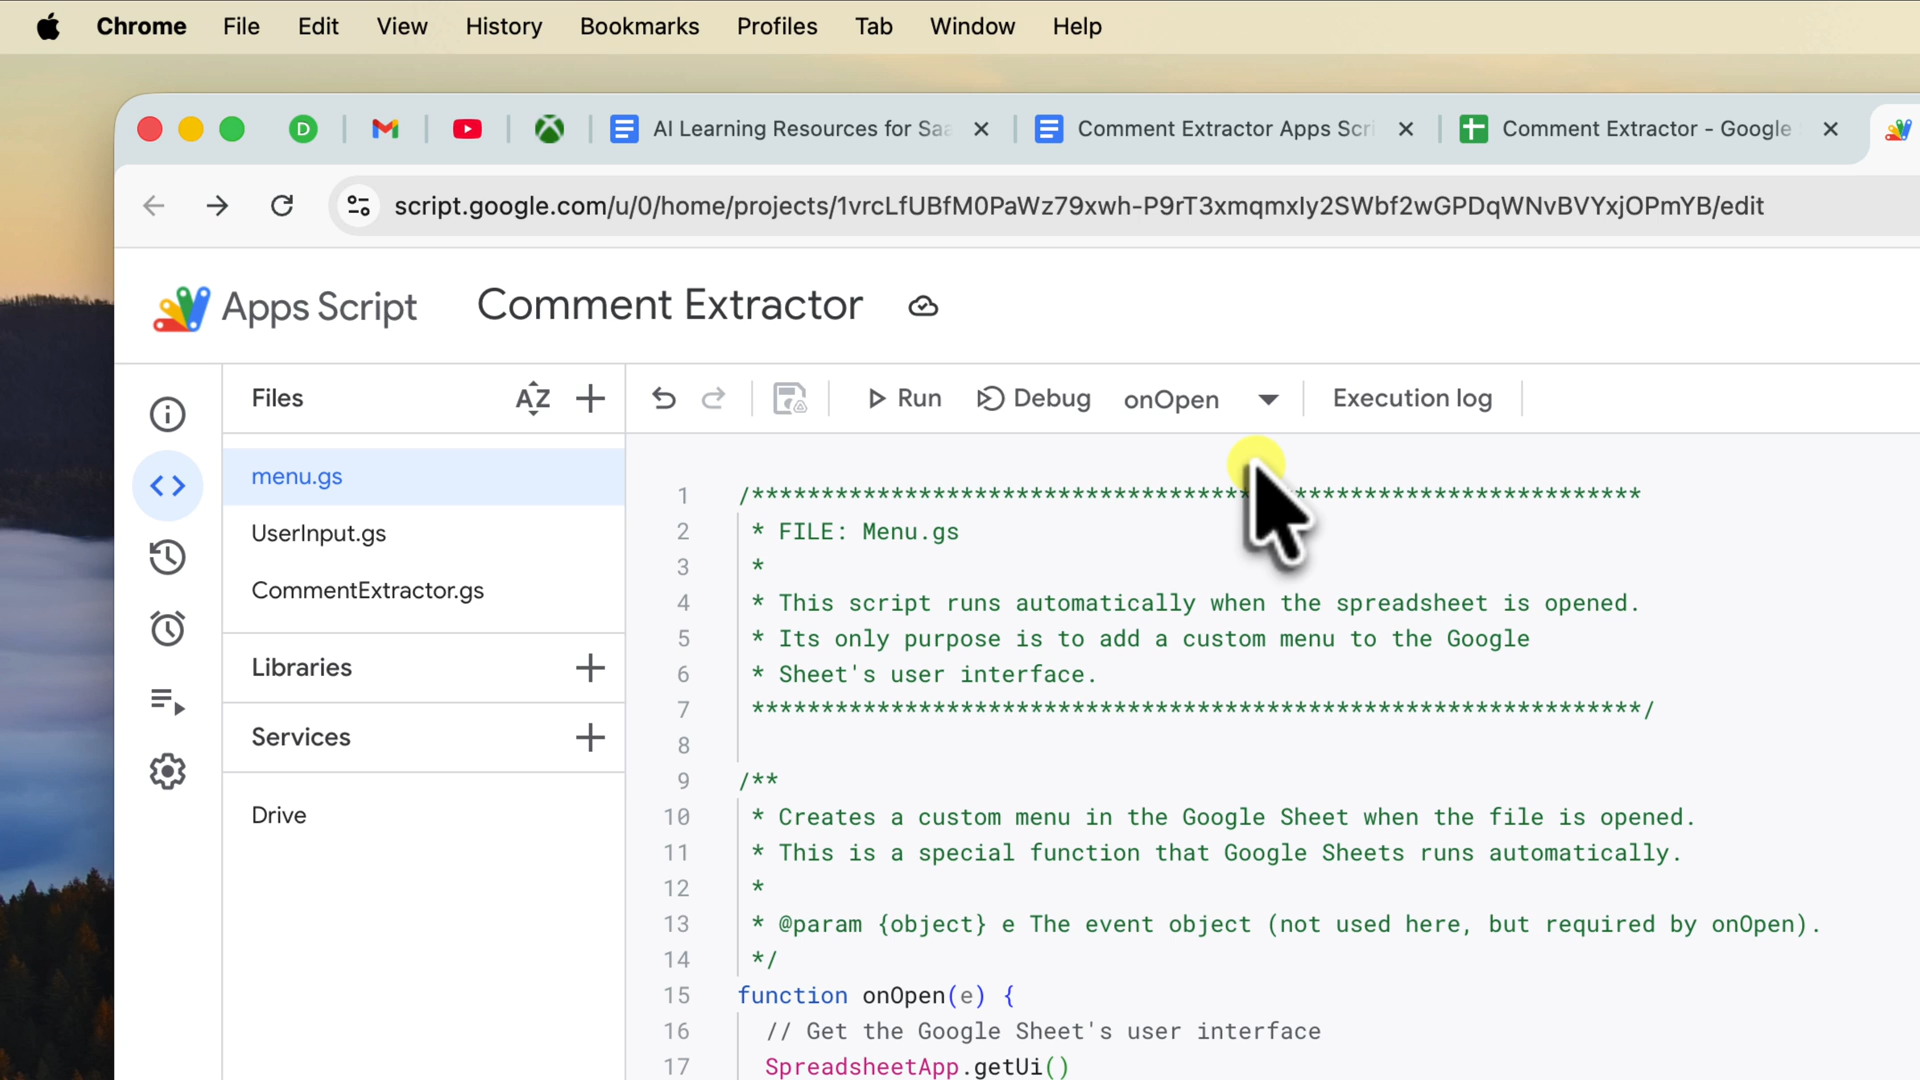 Chrome File Edit View History Bookmarks Profiles Tab Window Help
D AI Learning Resources for Saa Comment Extractor Apps Scri Comment Extractor - Google
script.google.com/u/0/home/projects/1vrcLfUBfM0PaWz79xwh-P9rT3xmqmxIy2SWbf2wGPDqWNvBVYxjOPmYB/edit
Apps Script Comment Extractor
Files AZ Run Debug onOpen Execution log
menu.gs
UserInput.gs
CommentExtractor.gs
Libraries
Services
Drive
1 /****************************************************************
2 * FILE: Menu.gs
3 *
4 * This script runs automatically when the spreadsheet is opened.
5 * Its only purpose is to add a custom menu to the Google
6 * Sheet's user interface.
7 ****************************************************************/
8
9 /**
10 * Creates a custom menu in the Google Sheet when the file is opened.
11 * This is a special function that Google Sheets runs automatically.
12 *
13 * @param {object} e The event object (not used here, but required by onOpen).
14 */
15 function onOpen(e) {
16 // Get the Google Sheet's user interface
17 SpreadsheetApp.getUi()